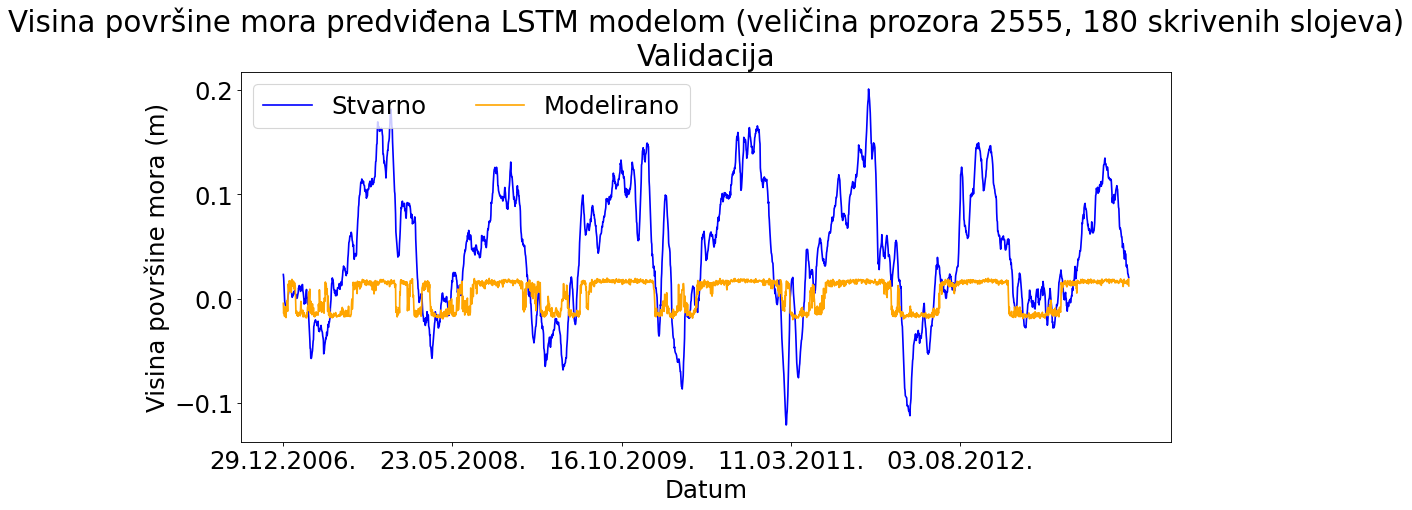 Visina površine mora predviđena LSTM modelom (veličina prozora 2555, 180 skrivenih slojeva)
Validacija
Stvarno Modelirano
Visina površine mora (m)
0.2
0.1
0.0
−0.1
29.12.2006. 23.05.2008. 16.10.2009. 11.03.2011. 03.08.2012.
Datum